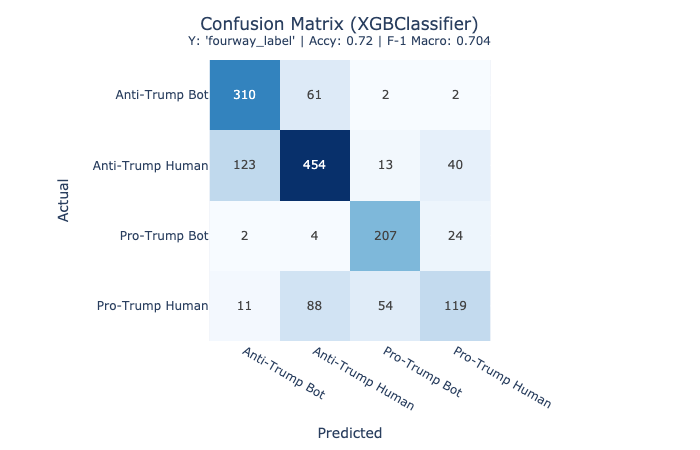 Confusion Matrix (XGBClassifier)
Y: 'fourway_label' | Accy: 0.72 | F-1 Macro: 0.704
Anti-Trump Bot 310 61 2 2
Anti-Trump Human 123 454 13 40
Actual
Pro-Trump Bot 2 4 207 24
Pro-Trump Human 11 88 54 119
Anti-Trump Bot Anti-Trump Human Pro-Trump Bot Pro-Trump Human
Predicted